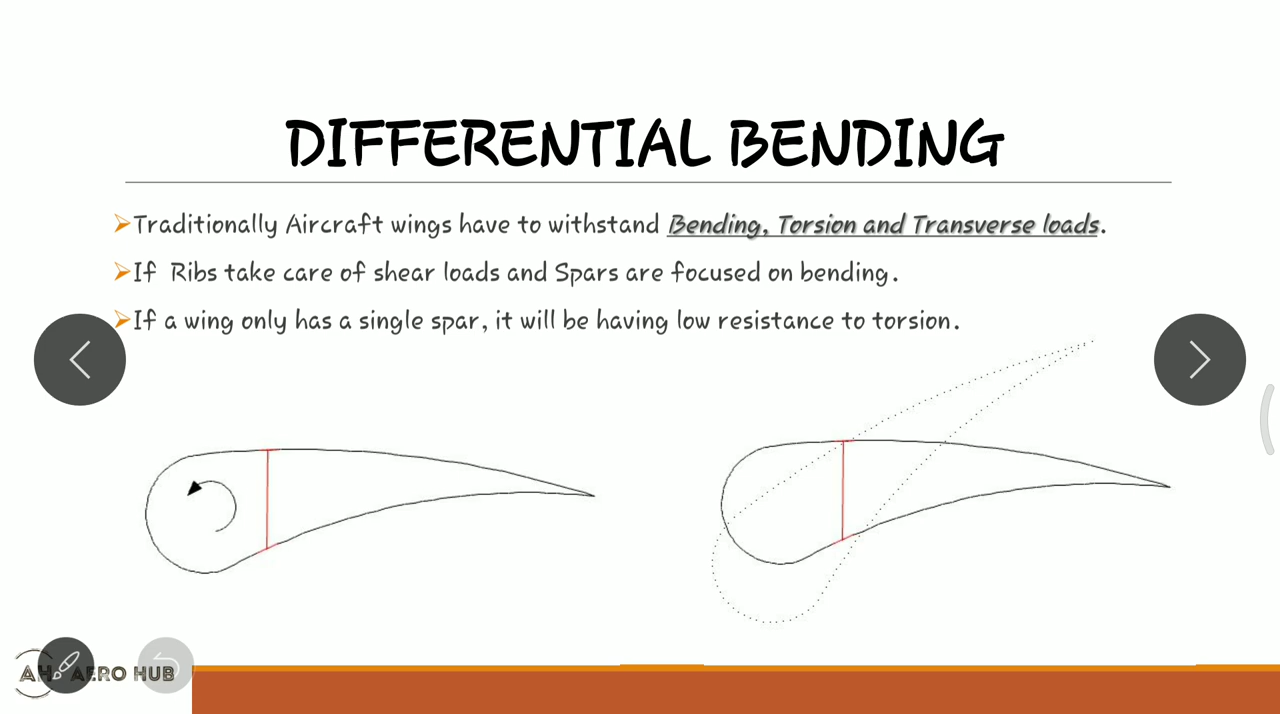 DIFFERENTIAL BENDING
Traditionally Aircraft wings have to withstand Bending, Torsion and Transverse loads.
If Ribs take care of shear loads and Spars are focused on bending.
If a wing only has a single spar, it will be having low resistance to torsion.
AH AERO HUB